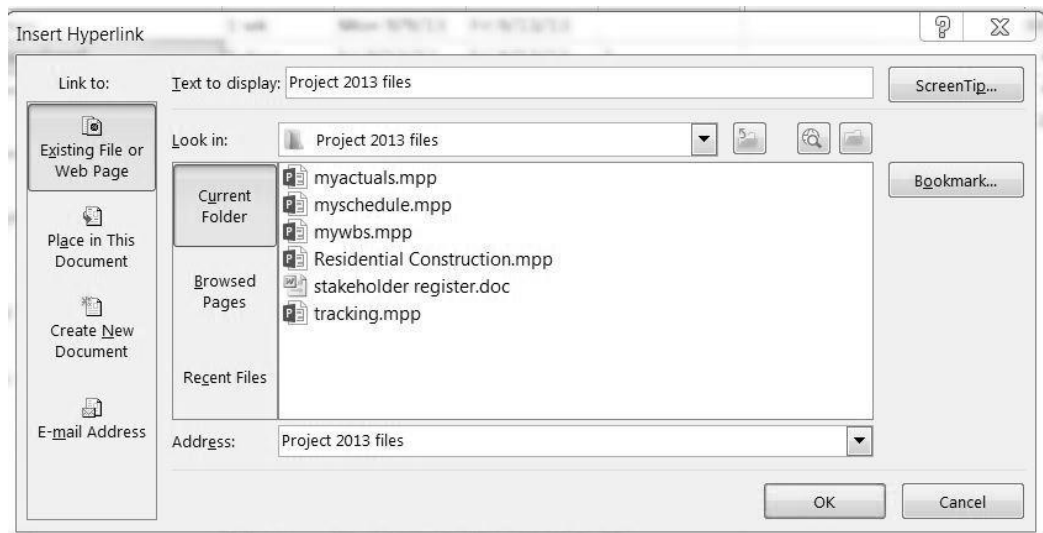 Insert Hyperlink
Link to:
Text to display: Project 2013 files
ScreenTip...
Existing File or
Web Page
Look in: Project 2013 files
Current
Folder
myactuals.mpp
myschedule.mpp
mywbs.mpp
Residential Construction.mpp
stakeholder register.doc
tracking.mpp
Bookmark...
Place in This
Document
Browsed
Pages
Create New
Document
Recent Files
E-mail Address
Address: Project 2013 files
OK
Cancel